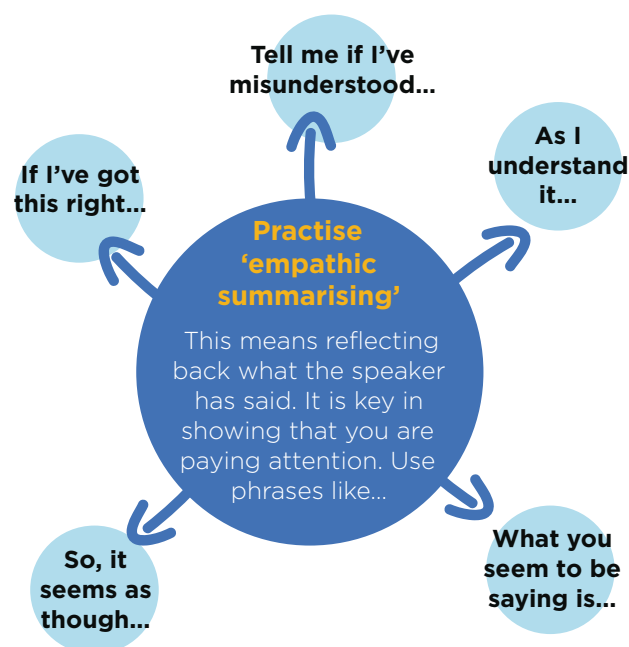 Practise
‘empathic
summarising’
This means reflecting
back what the speaker
has said. It is key in
showing that you are
paying attention. Use
phrases like...
Tell me if I’ve
misunderstood...
As I
understand
it...
What you
seem to be
saying is...
So, it
seems as
though...
If I’ve got
this right...